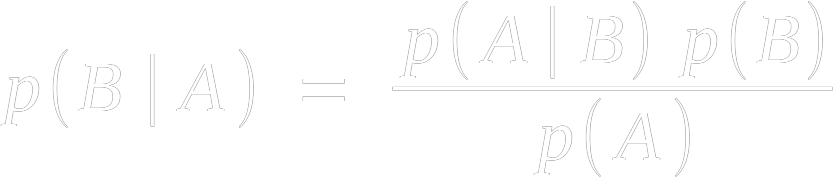 p(B|A) = p(A|B) p(B) / p(A)